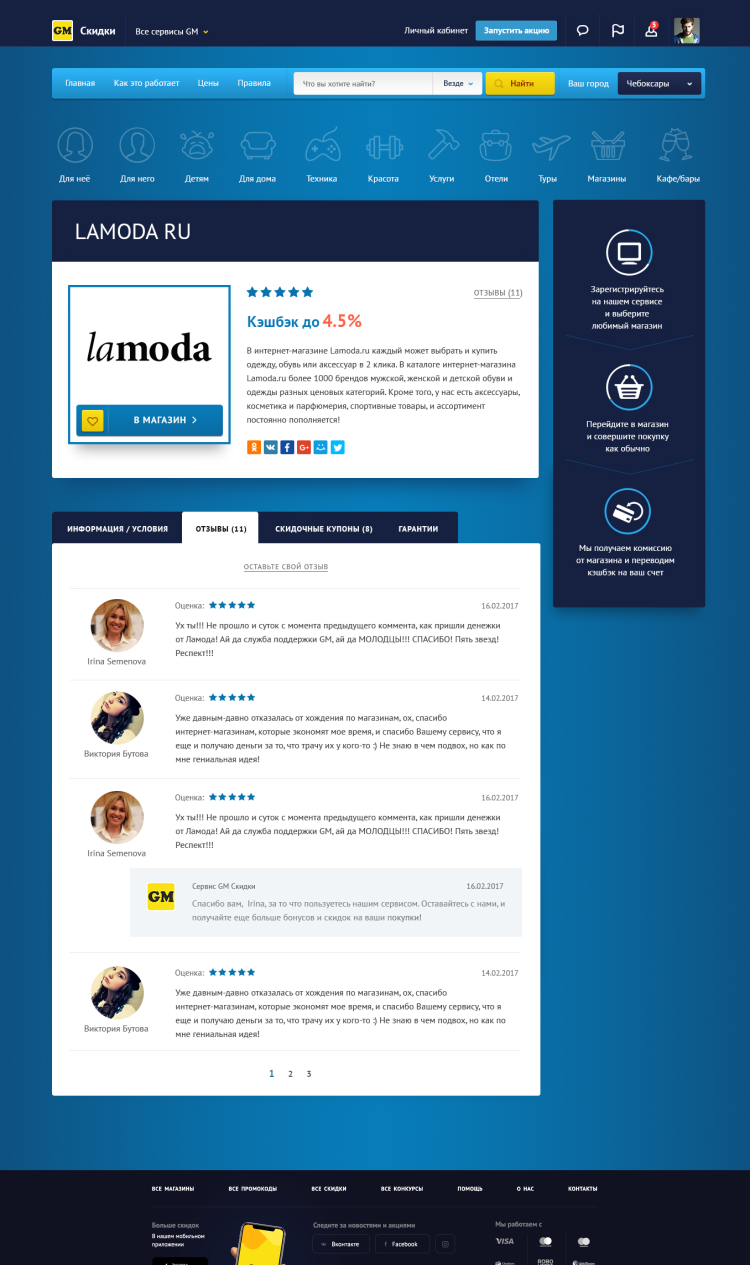 GM Скидки
Все сервисы GM
Личный кабинет
Запустить акцию
5
Главная
Как это работает
Цены
Правила
Что вы хотите найти?
Везде
Найти
Ваш город
Чебоксары
Для неё
Для него
Детям
Для дома
Техника
Красота
Услуги
Отели
Туры
Магазины
Кафе/бары
LAMODA RU
lamoda
В МАГАЗИН
ОТЗЫВЫ (11)
Кэшбэк до 4.5%
В интернет-магазине Lamoda.ru каждый может выбрать и купить
одежду, обувь или аксессуар в 2 клика. В каталоге интернет-магазина
Lamoda.ru более 1000 брендов мужской, женской и детской обуви и
одежды разных ценовых категорий. Кроме того, у нас есть аксессуары,
косметика и парфюмерия, спортивные товары, и ассортимент
постоянно пополняется!
Зарегистрируйтесь
на нашем сервисе
и выберите
любимый магазин
Перейдите в магазин
и совершите покупку
как обычно
Мы получаем комиссию
от магазина и переводим
кэшбэк на ваш счет
ИНФОРМАЦИЯ / УСЛОВИЯ
ОТЗЫВЫ (11)
СКИДОЧНЫЕ КУПОНЫ (8)
ГАРАНТИИ
ОСТАВЬТЕ СВОЙ ОТЗЫВ
Irina Semenova
Оценка:
16.02.2017
Ух ты!!! Не прошло и суток с момента предыдущего коммента, как пришли денежки
от Ламода! Ай да служба поддержки GM, ай да МОЛОДЦЫ!!! СПАСИБО! Пять звезд!
Респект!!!
Виктория Бутова
Оценка:
14.02.2017
Уже давным-давно отказалась от хождения по магазинам, ох, спасибо
интернет-магазинам, которые экономят мое время, и спасибо Вашему сервису, что я
еще и получаю деньги за то, что трачу их у кого-то :) Не знаю в чем подвох, но как по
мне гениальная идея!
Irina Semenova
Оценка:
16.02.2017
Ух ты!!! Не прошло и суток с момента предыдущего коммента, как пришли денежки
от Ламода! Ай да служба поддержки GM, ай да МОЛОДЦЫ!!! СПАСИБО! Пять звезд!
Респект!!!
GM
Сервис GM Скидки
16.02.2017
Спасибо вам, Irina, за то что пользуетесь нашим сервисом. Оставайтесь с нами, и
получайте еще больше бонусов и скидок на ваши покупки!
Виктория Бутова
Оценка:
14.02.2017
Уже давным-давно отказалась от хождения по магазинам, ох, спасибо
интернет-магазинам, которые экономят мое время, и спасибо Вашему сервису, что я
еще и получаю деньги за то, что трачу их у кого-то :) Не знаю в чем подвох, но как по
мне гениальная идея!
1 2 3
ВСЕ МАГАЗИНЫ
ВСЕ ПРОМОКОДЫ
ВСЕ СКИДКИ
ВСЕ КОНКУРСЫ
ПОМОЩЬ
О НАС
КОНТАКТЫ
Больше скидок
В нашем мобильном
приложении
GM
Следите за новостями и акциями
Вконтакте
Facebook
Мы работаем с
VISA
ROBO